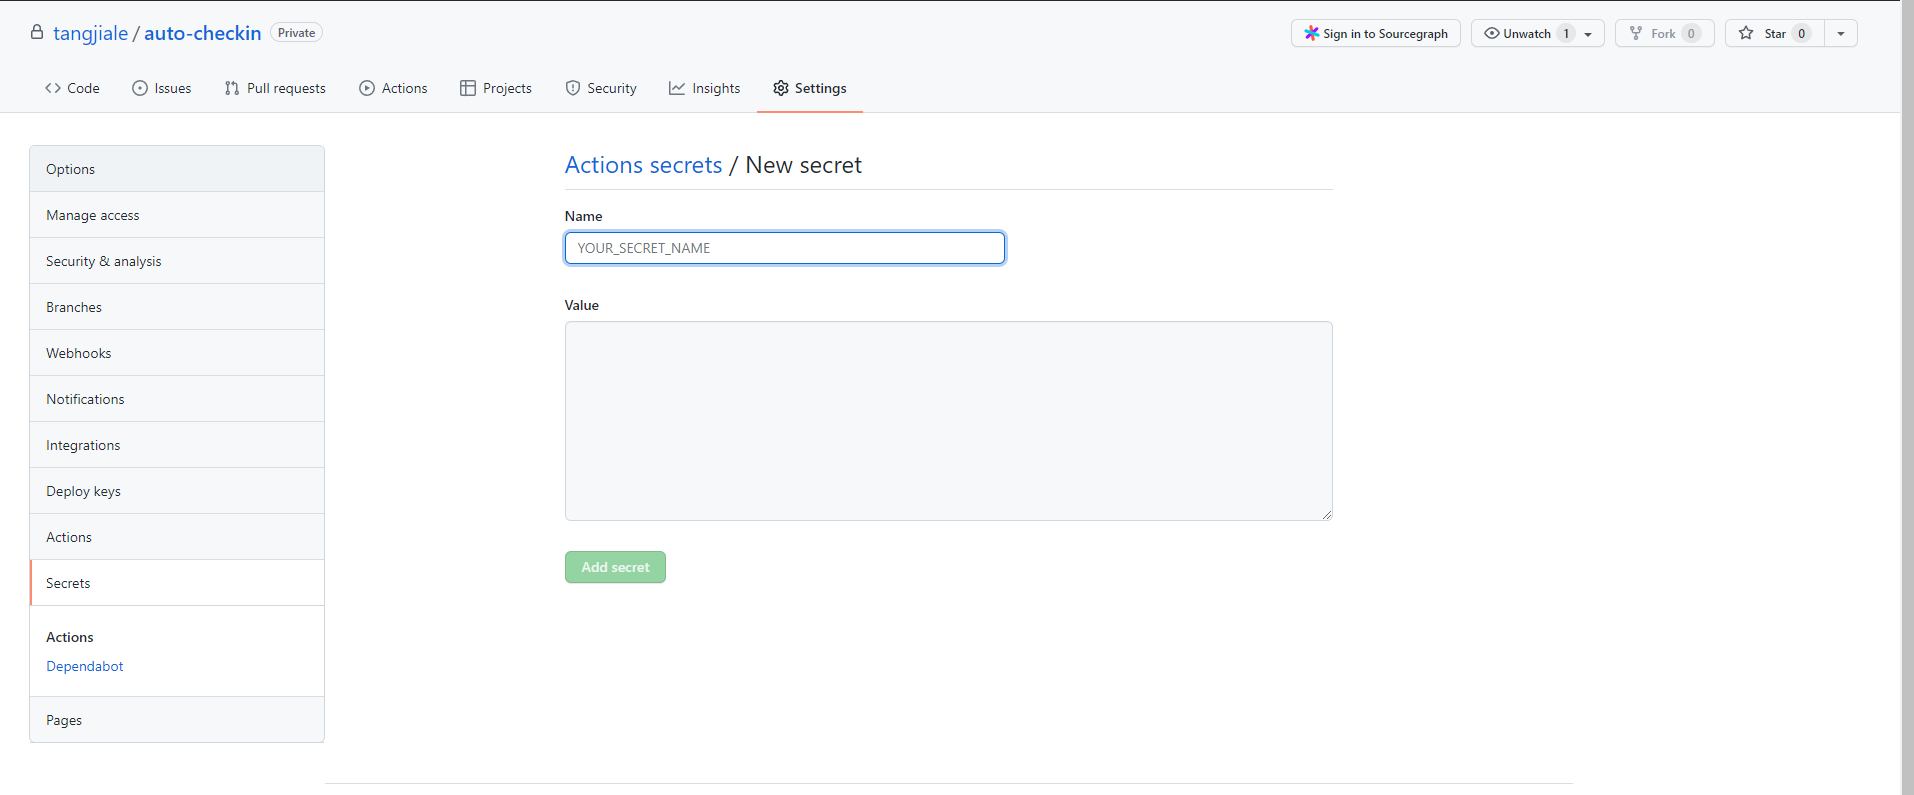 tangjiale / auto-checkin Private
Sign in to Sourcegraph Unwatch 1 Fork 0 Star 0
Code Issues Pull requests Actions Projects Security Insights Settings
Options
Manage access
Security & analysis
Branches
Webhooks
Notifications
Integrations
Deploy keys
Actions
Secrets
Actions
Dependabot
Pages
Actions secrets / New secret
Name
YOUR_SECRET_NAME
Value
Add secret